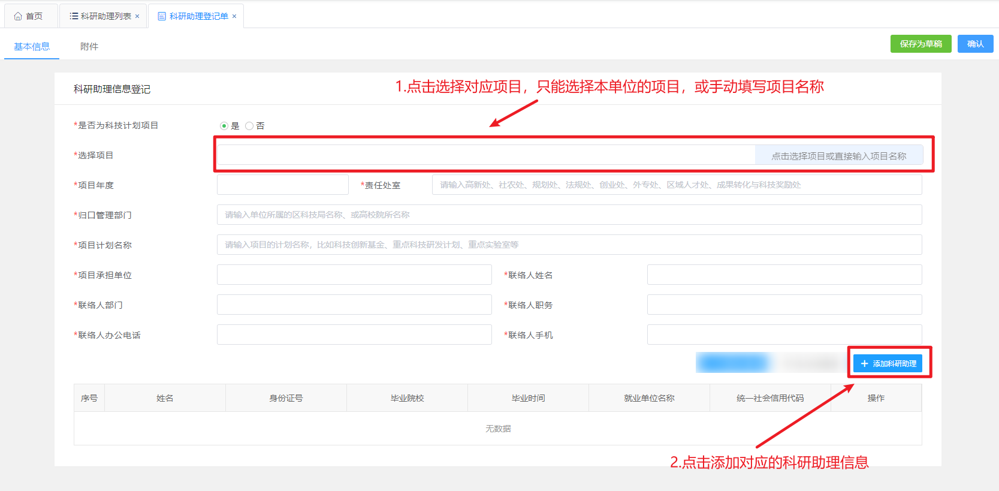 首页 科研助理列表 × 科研助理登记单 ×
基本信息 附件 保存为草稿 确认
科研助理信息登记
1.点击选择对应项目，只能选择本单位的项目，或手动填写项目名称
*是否为科技计划项目 是 否
*选择项目 点击选择项目或直接输入项目名称
*项目年度 *责任处室 请输入高新处、社农处、规划处、法规处、创业处、外专处、区域人才处、成果转化与科技奖励处
*归口管理部门 请输入单位所属的区科技局名称、或高校院所名称
*项目计划名称 请输入项目的计划名称，比如科技创新基金、重点科技研发计划、重点实验室等
*项目承担单位 *联络人姓名
*联络人部门 *联络人职务
*联络人办公电话 *联络人手机
+ 添加科研助理
序号 姓名 身份证号 毕业院校 毕业时间 就业单位名称 统一社会信用代码 操作
无数据
2.点击添加对应的科研助理信息